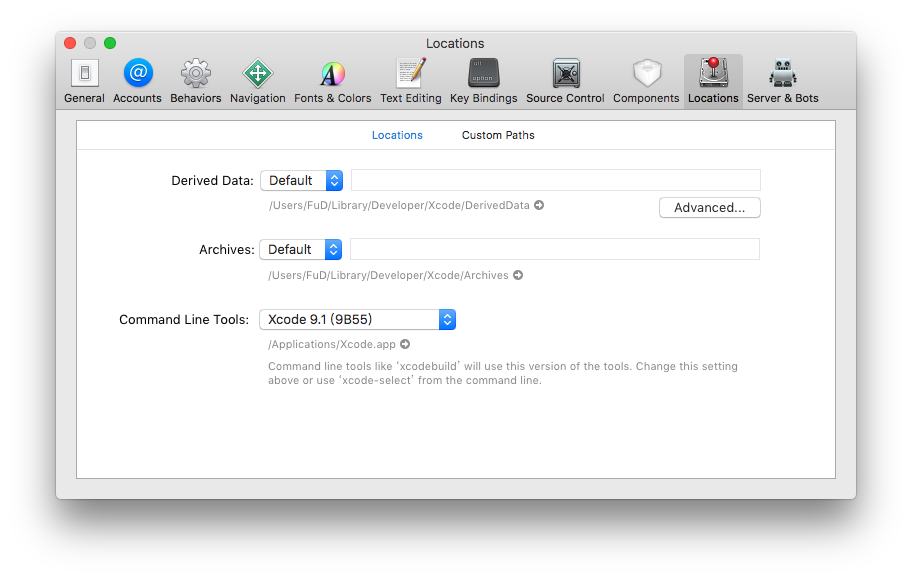 Locations
General Accounts Behaviors Navigation Fonts & Colors Text Editing Key Bindings Source Control Components Locations Server & Bots
Locations Custom Paths
Derived Data: Default
/Users/FuD/Library/Developer/Xcode/DerivedData
Advanced...
Archives: Default
/Users/FuD/Library/Developer/Xcode/Archives
Command Line Tools: Xcode 9.1 (9B55)
/Applications/Xcode.app
Command line tools like ‘xcodebuild’ will use this version of the tools. Change this setting
above or use ‘xcode-select’ from the command line.